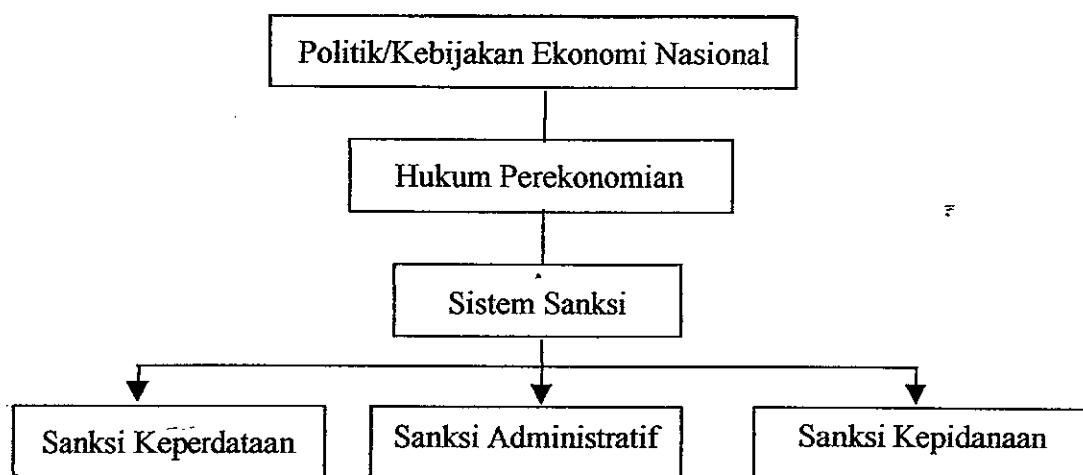 Politik/Kebijakan Ekonomi Nasional
Hukum Perekonomian
Sistem Sanksi
Sanksi Keperdataan
Sanksi Administratif
Sanksi Kepidanaan